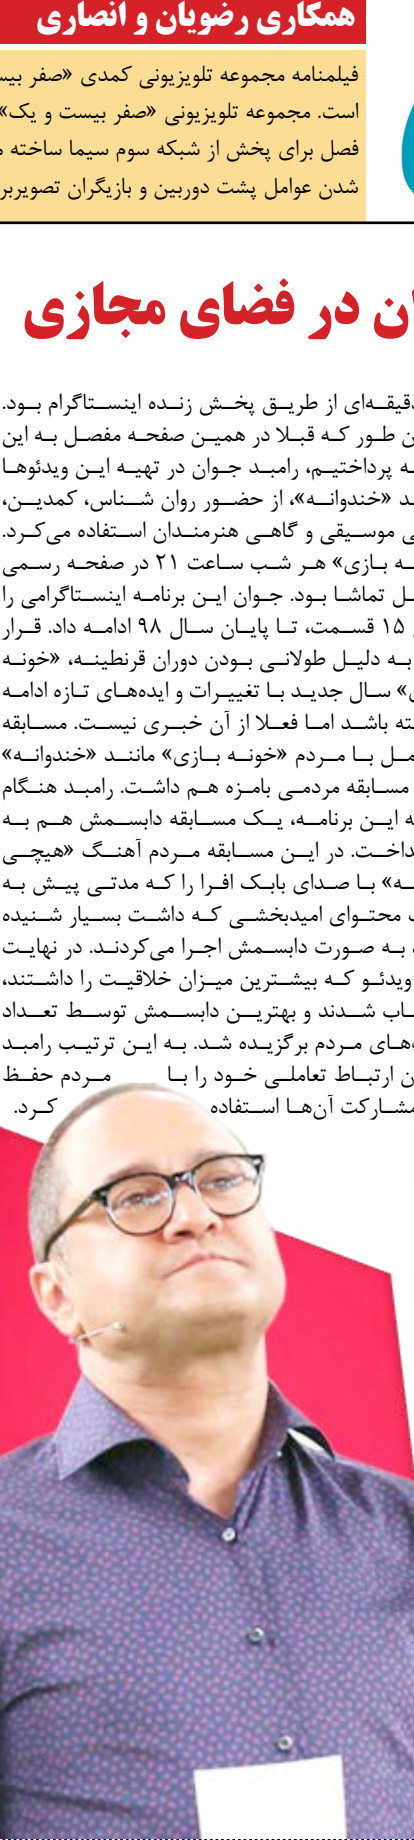 همکاری رضویان و انصاری
فیلمنامه مجموعه تلویزیونی کمدی «صفر
است. مجموعه تلویزیونی «صفر بیست و یک»
فصل برای پخش از شبکه سوم سیما ساخته
شدن عوامل پشت دوربین و بازیگران
در فضای مجازی
دقیقه‌ای از طریق پخش زنده اینستاگرام بود.
طور که قبلا در همین صفحه مفصل به این
پرداختیم، رامبد جوان در تهیه این ویدئوها
«خندوانه»، از حضور روان شناس، کمدین،
موسیقی و گاهی هنرمندان استفاده می‌کرد.
بازی» هر شب ساعت ۲۱ در صفحه رسمی
تماشا بود. جوان این برنامه اینستاگرامی را
۱۵ قسمت، تا پایان سال ۹۸ ادامه داد. قرار
به دلیل طولانی بودن دوران قرنطینه، «خونه
سال جدید با تغییرات و ایده‌های تازه ادامه
باشد اما فعلا از آن خبری نیست. مسابقه
با مردم «خونه بازی» مانند «خندوانه»
مسابقه مردمی بامزه هم داشت. رامبد هنگام
این برنامه، یک مسابقه دابسمش هم به
در این مسابقه مردم آهنگ «هیچی
با صدای بابک افرا را که مدتی پیش به
محتوای امیدبخشی که داشت بسیار شنیده
به صورت دابسمش اجرا می‌کردند. در نهایت
ویدئو که بیشترین میزان خلاقیت را داشتند،
شدند و بهترین دابسمش توسط تعداد
مردم برگزیده شد. به این ترتیب رامبد
ارتباط تعاملی خود را با مردم حفظ
مشارکت آن‌ها استفاده کرد.